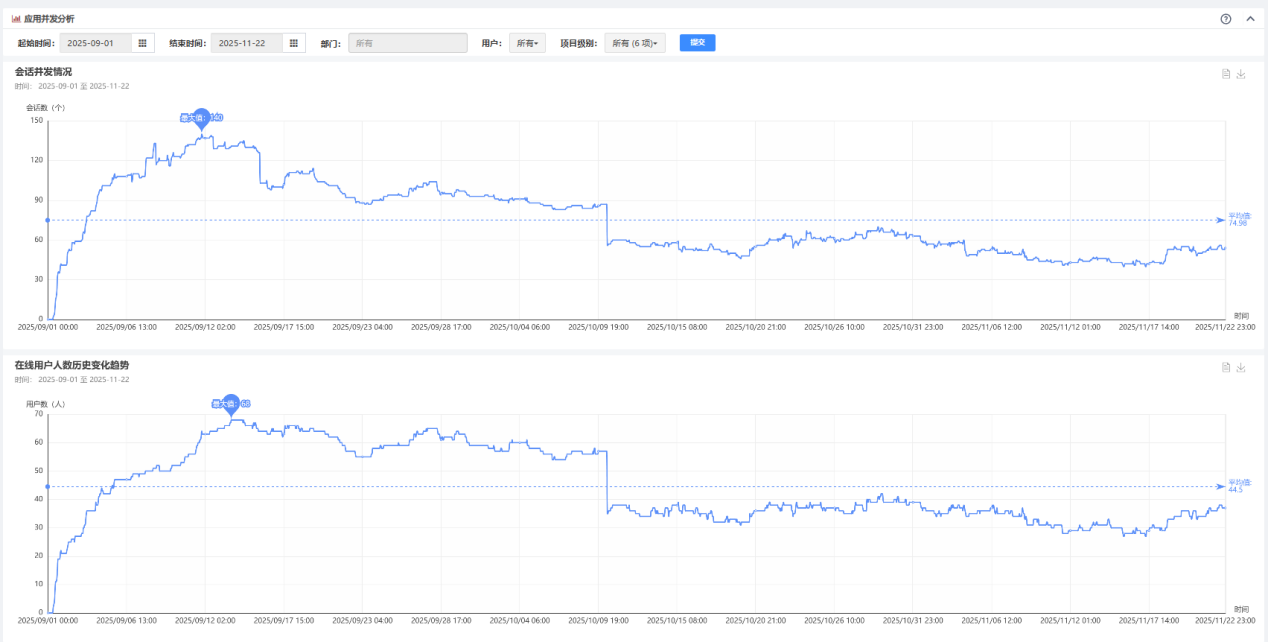 应用并发分析
起始时间: 2025-09-01 结束时间: 2025-11-22 部门: 所有 用户: 所有 项目级别: 所有 (6 项) 提交
会话并发情况
时间: 2025-09-01 至 2025-11-22
会话数（个）
最大值: 140
150
120
90
60
30
0
平均值:
74.98
时间
2025/09/01 00:00 2025/09/06 13:00 2025/09/12 02:00 2025/09/17 15:00 2025/09/23 04:00 2025/09/28 17:00 2025/10/04 06:00 2025/10/09 19:00 2025/10/15 08:00 2025/10/20 21:00 2025/10/26 10:00 2025/10/31 23:00 2025/11/06 12:00 2025/11/12 01:00 2025/11/17 14:00 2025/11/22 23:00
在线用户人数历史变化趋势
时间: 2025-09-01 至 2025-11-22
用户数（人）
最大值: 68
70
60
50
40
30
20
10
0
平均值:
44.5
时间
2025/09/01 00:00 2025/09/06 13:00 2025/09/12 02:00 2025/09/17 15:00 2025/09/23 04:00 2025/09/28 17:00 2025/10/04 06:00 2025/10/09 19:00 2025/10/15 08:00 2025/10/20 21:00 2025/10/26 10:00 2025/10/31 23:00 2025/11/06 12:00 2025/11/12 01:00 2025/11/17 14:00 2025/11/22 23:00